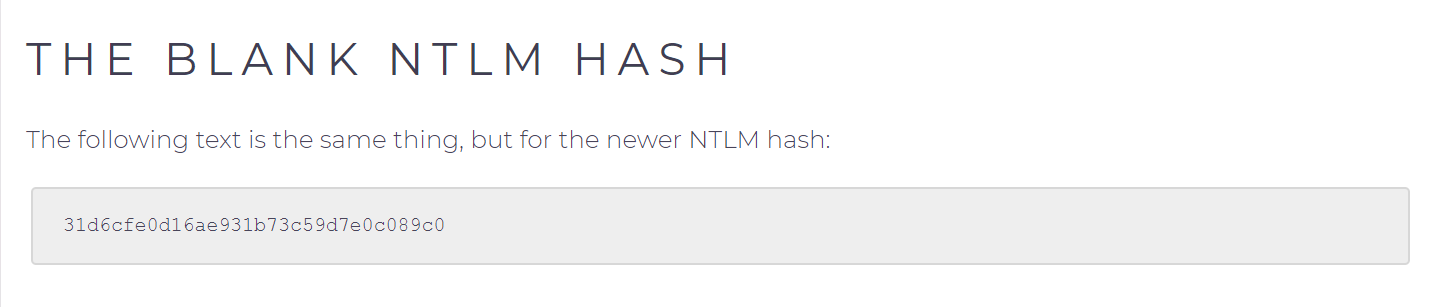 THE BLANK NTLM HASH
The following text is the same thing, but for the newer NTLM hash:
31d6cfe0d16ae931b73c59d7e0c089c0